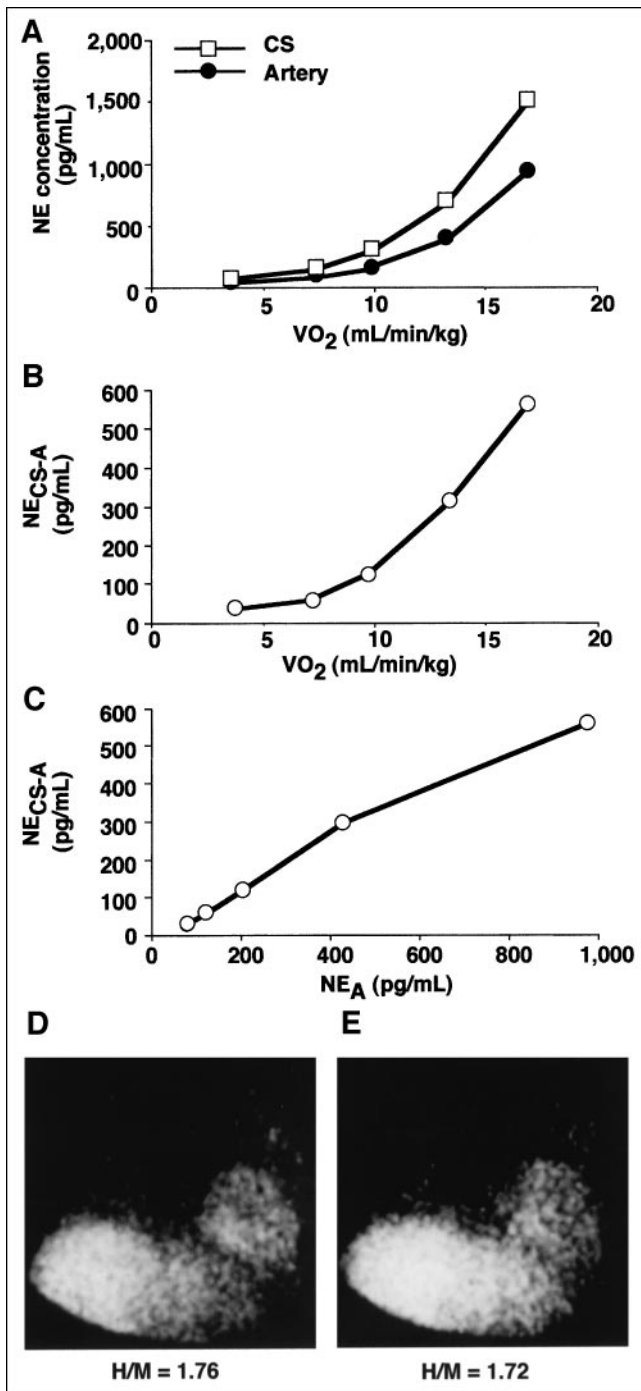 A
NE concentration
(pg/mL)
2,000
1,500
1,000
500
0
CS
Artery
0 5 10 15 20
VO2 (mL/min/kg)
B
NECS-A
(pg/mL)
600
500
400
300
200
100
0
0 5 10 15 20
VO2 (mL/min/kg)
C
NECS-A
(pg/mL)
600
500
400
300
200
100
0
0 200 400 600 800 1,000
NEA (pg/mL)
D E
H/M = 1.76 H/M = 1.72